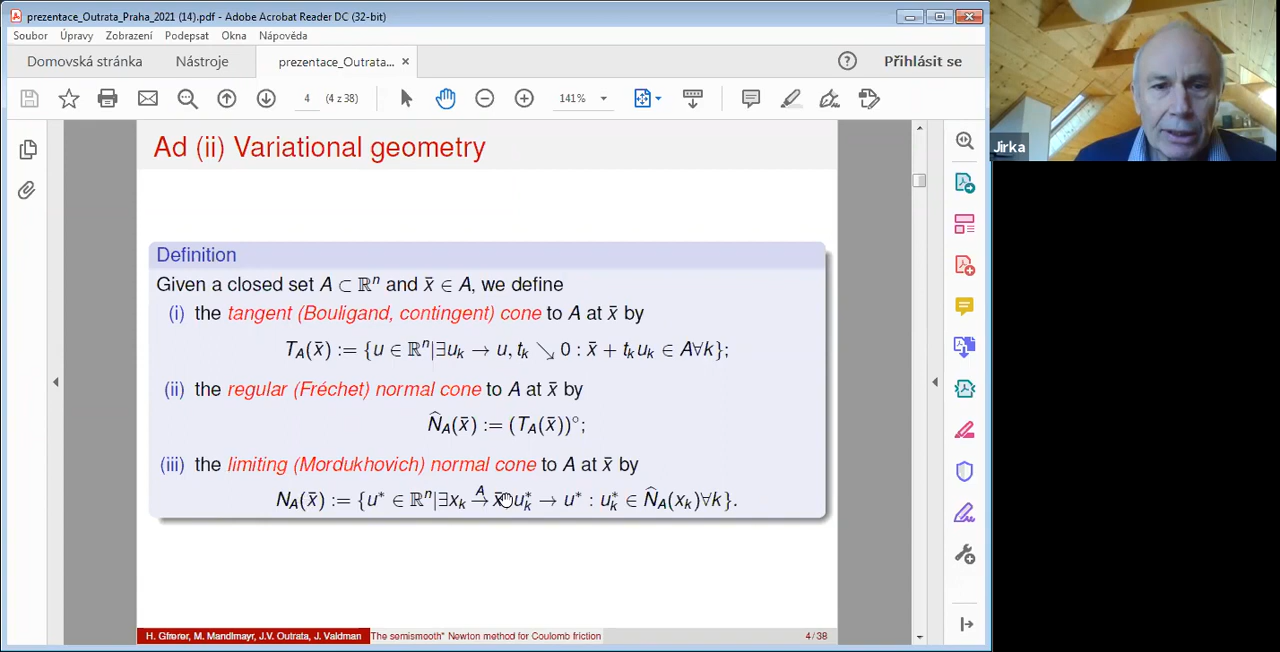 prezentace_Outrata_Praha_2021 (14).pdf - Adobe Acrobat Reader DC (32-bit)
Soubor Úpravy Zobrazení Podepsat Okna Nápověda
Domovská stránka Nástroje prezentace_Outrata... × ? Přihlásit se
4 (4 z 38) 141%
Ad (ii) Variational geometry
Jirka
Definition
Given a closed set A ⊂ ℝⁿ and x̄ ∈ A, we define
(i) the tangent (Bouligand, contingent) cone to A at x̄ by
T_A(x̄) := {u ∈ ℝⁿ|∃u_k → u, t_k ↘ 0 : x̄ + t_k u_k ∈ A∀k};
(ii) the regular (Fréchet) normal cone to A at x̄ by
N̂_A(x̄) := (T_A(x̄))°;
(iii) the limiting (Mordukhovich) normal cone to A at x̄ by
N_A(x̄) := {u* ∈ ℝⁿ|∃x_k →^A x̄ u*_k → u* : u*_k ∈ N̂_A(x_k)∀k}.
H. Gfrerer, M. Mandlmayr, J.V. Outrata, J. Valdman The semismooth* Newton method for Coulomb friction 4/38